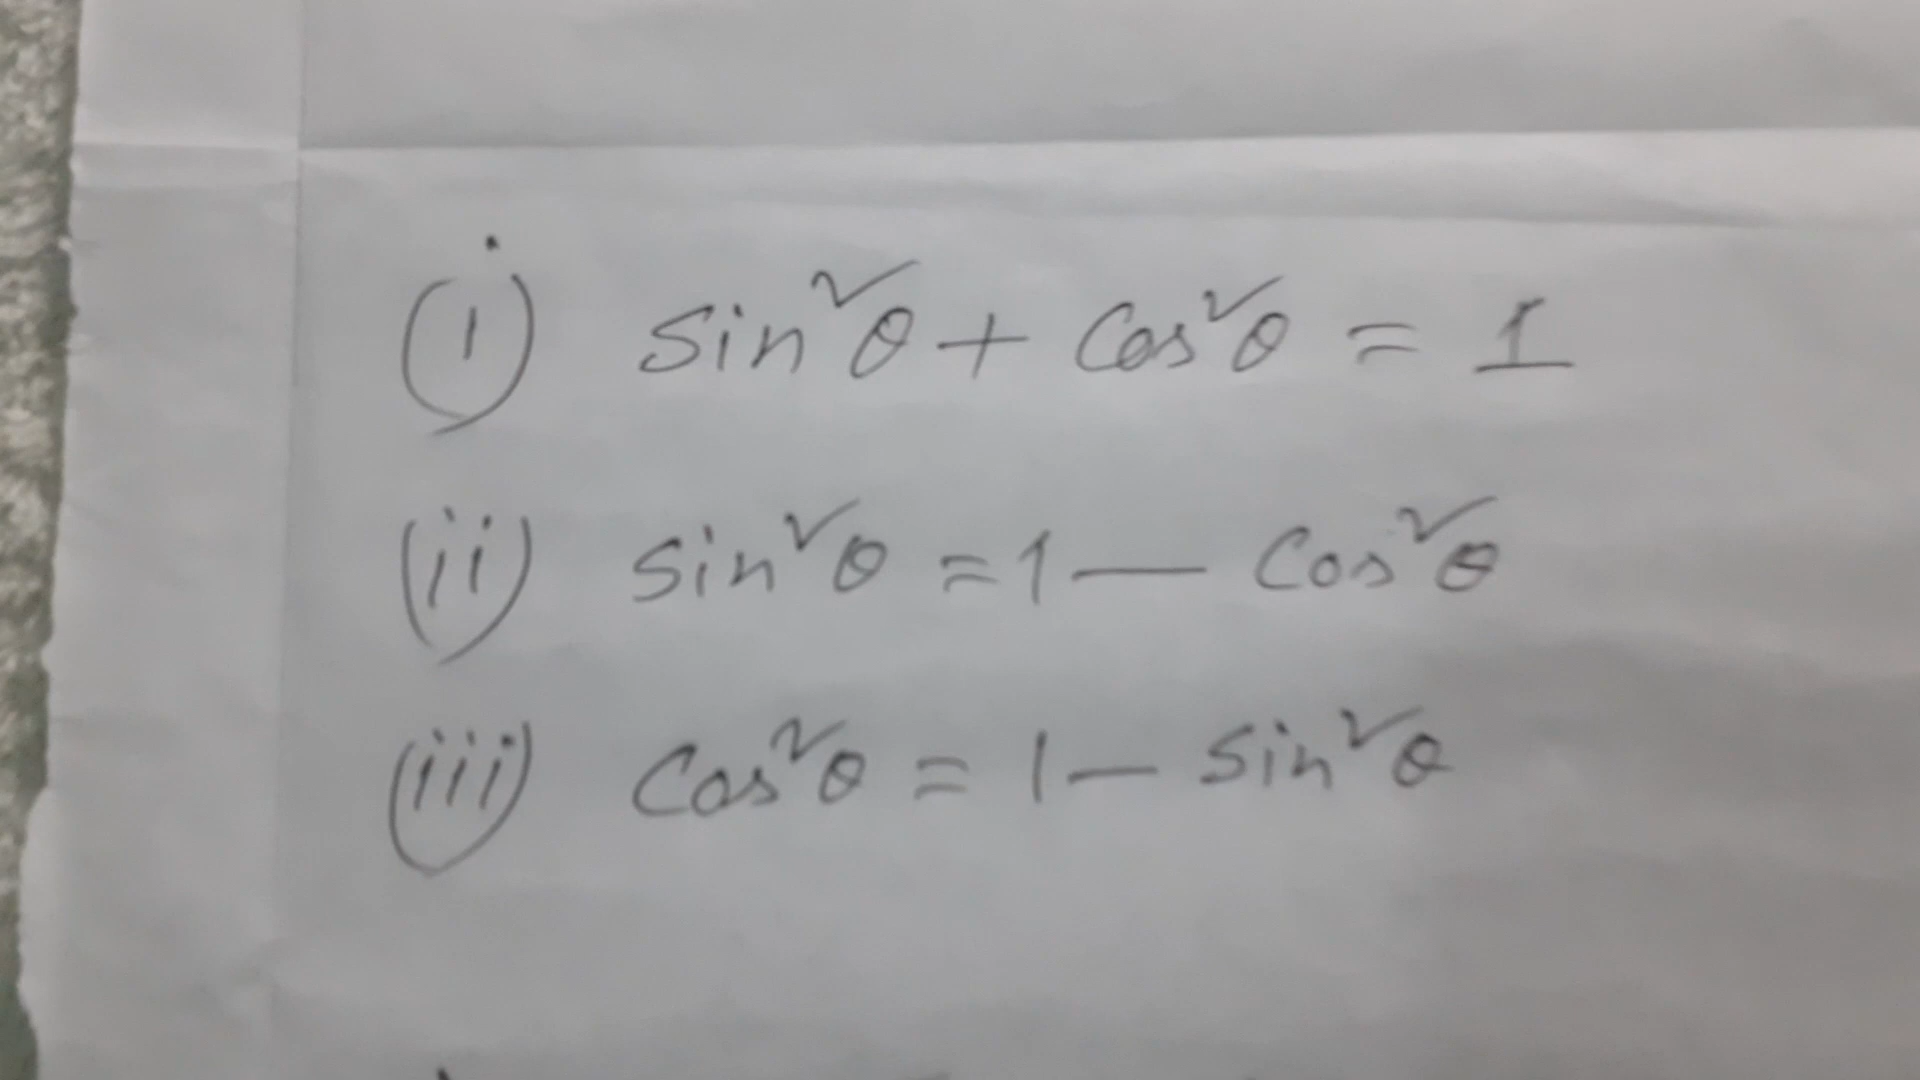 (i) sin²θ + cos²θ = 1
(ii) sin²θ = 1 — cos²θ
(iii) cos²θ = 1 — sin²θ